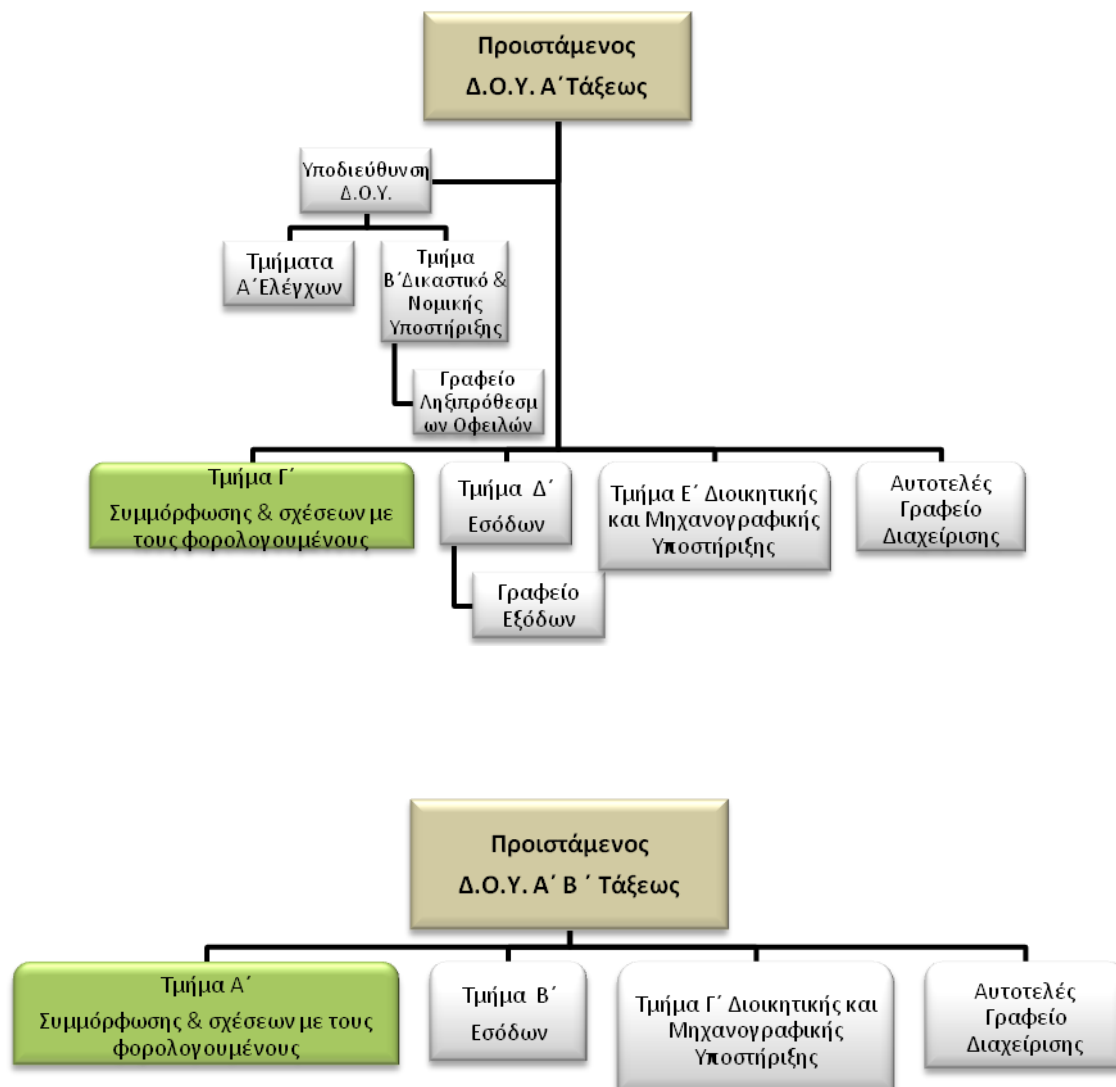 Προιστάμενος
Δ.Ο.Υ. Α΄Τάξεως
Υποδιεύθυνση
Δ.Ο.Υ.
Τμήματα
Α΄Ελέγχων
Τμήμα
Β΄Δικαστικό &
Νομικής
Υποστήριξης
Γραφείο
Ληξιπρόθεσμ
ων Οφειλών
Τμήμα Γ΄
Συμμόρφωσης & σχέσεων με
τους φορολογουμένους
Τμήμα Δ΄
Εσόδων
Τμήμα Ε΄ Διοικητικής
και Μηχανογραφικής
Υποστήριξης
Αυτοτελές
Γραφείο
Διαχείρισης
Γραφείο
Εξόδων
Προιστάμενος
Δ.Ο.Υ. Α΄ Β ΄ Τάξεως
Τμήμα Α΄
Συμμόρφωσης & σχέσεων με τους
φορολογουμένους
Τμήμα Β΄
Εσόδων
Τμήμα Γ΄ Διοικητικής και
Μηχανογραφικής
Υποστήριξης
Αυτοτελές
Γραφείο
Διαχείρισης